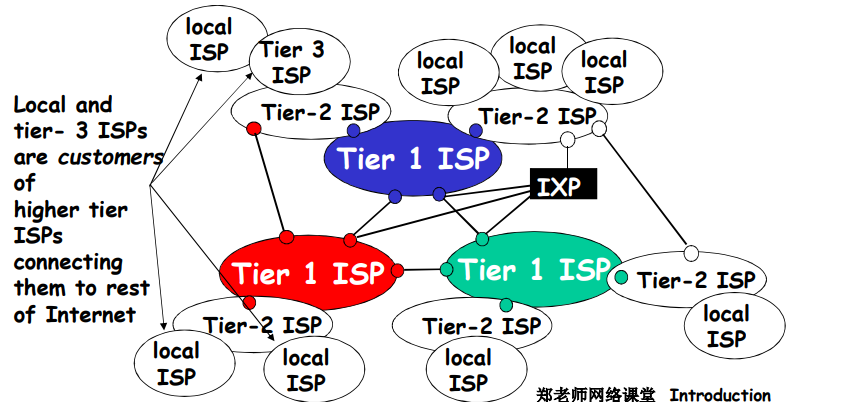 local
ISP
Tier 3
ISP
local
ISP
local
ISP
local
ISP
Local and
tier- 3 ISPs
are customers
of
higher tier
ISPs
connecting
them to rest
of Internet
Tier-2 ISP
Tier-2 ISP
Tier 1 ISP
IXP
Tier 1 ISP
Tier 1 ISP
Tier-2 ISP
Tier-2 ISP
Tier-2 ISP
local
ISP
local
ISP
local
ISP
local
ISP
郑老师网络课堂 Introduction